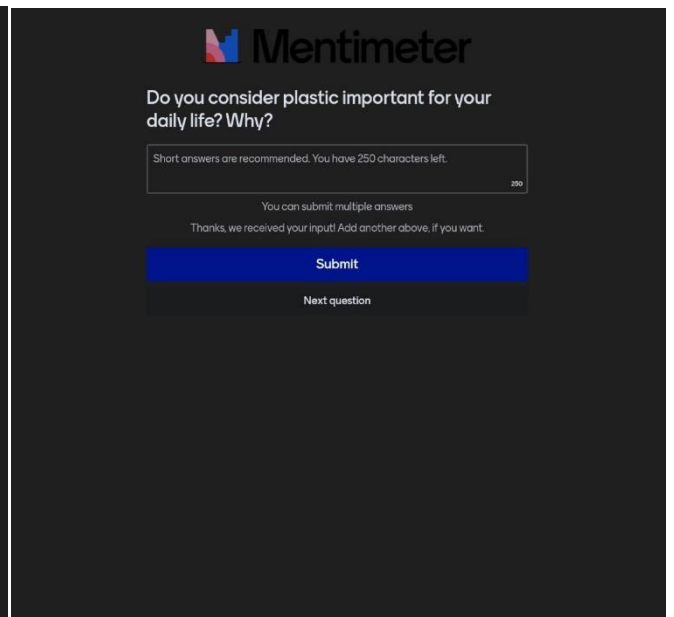 Mentimeter
Do you consider plastic important for your
daily life? Why?
Short answers are recommended. You have 250 characters left.
250
You can submit multiple answers
Thanks, we received your input! Add another above, if you want.
Submit
Next question